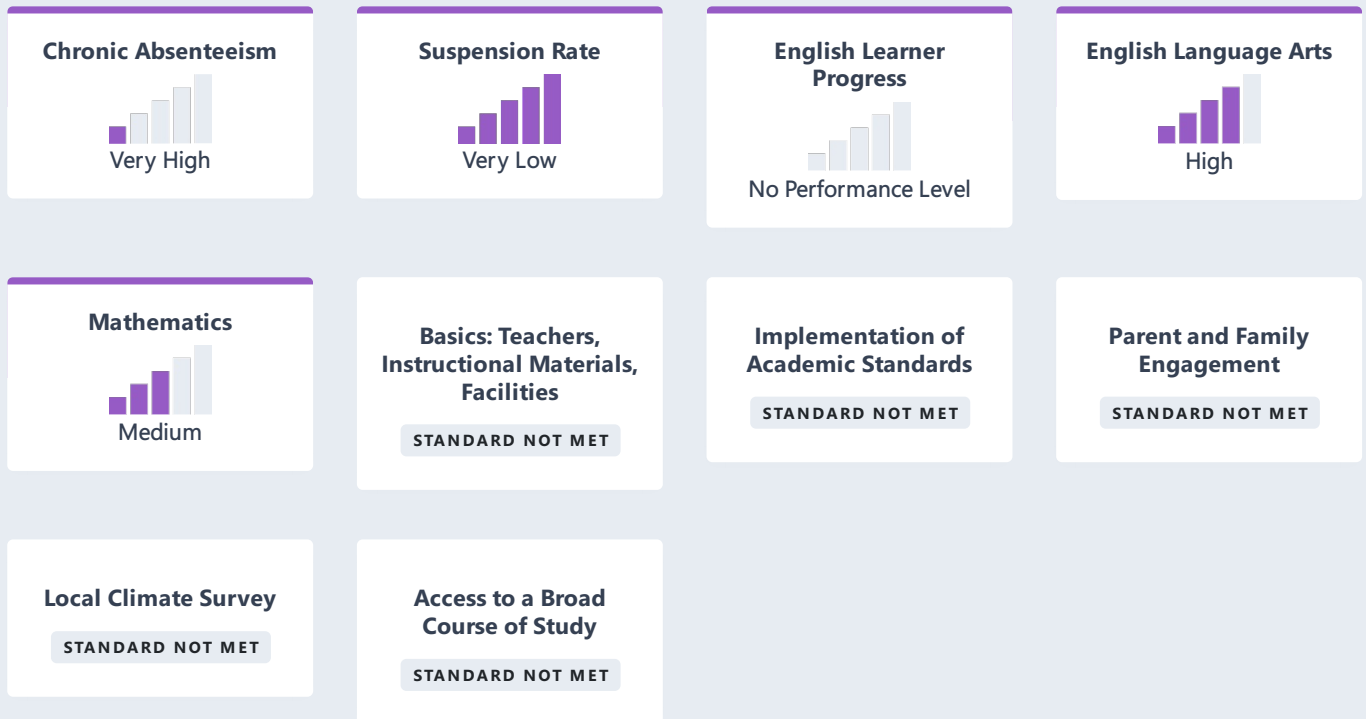 Chronic Absenteeism
Very High
Suspension Rate
Very Low
English Learner
Progress
No Performance Level
English Language Arts
High
Mathematics
Medium
Basics: Teachers,
Instructional Materials,
Facilities
STANDARD NOT MET
Implementation of
Academic Standards
STANDARD NOT MET
Parent and Family
Engagement
STANDARD NOT MET
Local Climate Survey
STANDARD NOT MET
Access to a Broad
Course of Study
STANDARD NOT MET